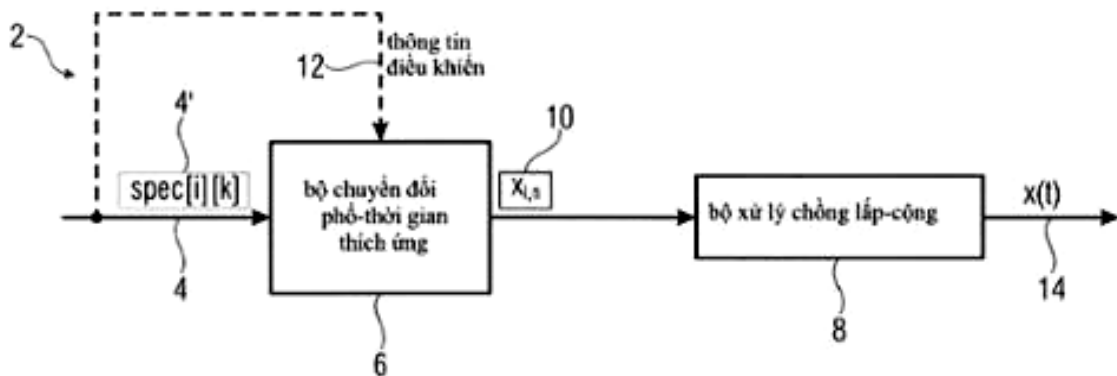 2
12
thông tin
điều khiển
4'
spec[i][k]
4
bộ chuyển đổi
phổ-thời gian
thích ứng
6
10
x_{i,n}
bộ xử lý chồng lấp-cộng
8
x(t)
14